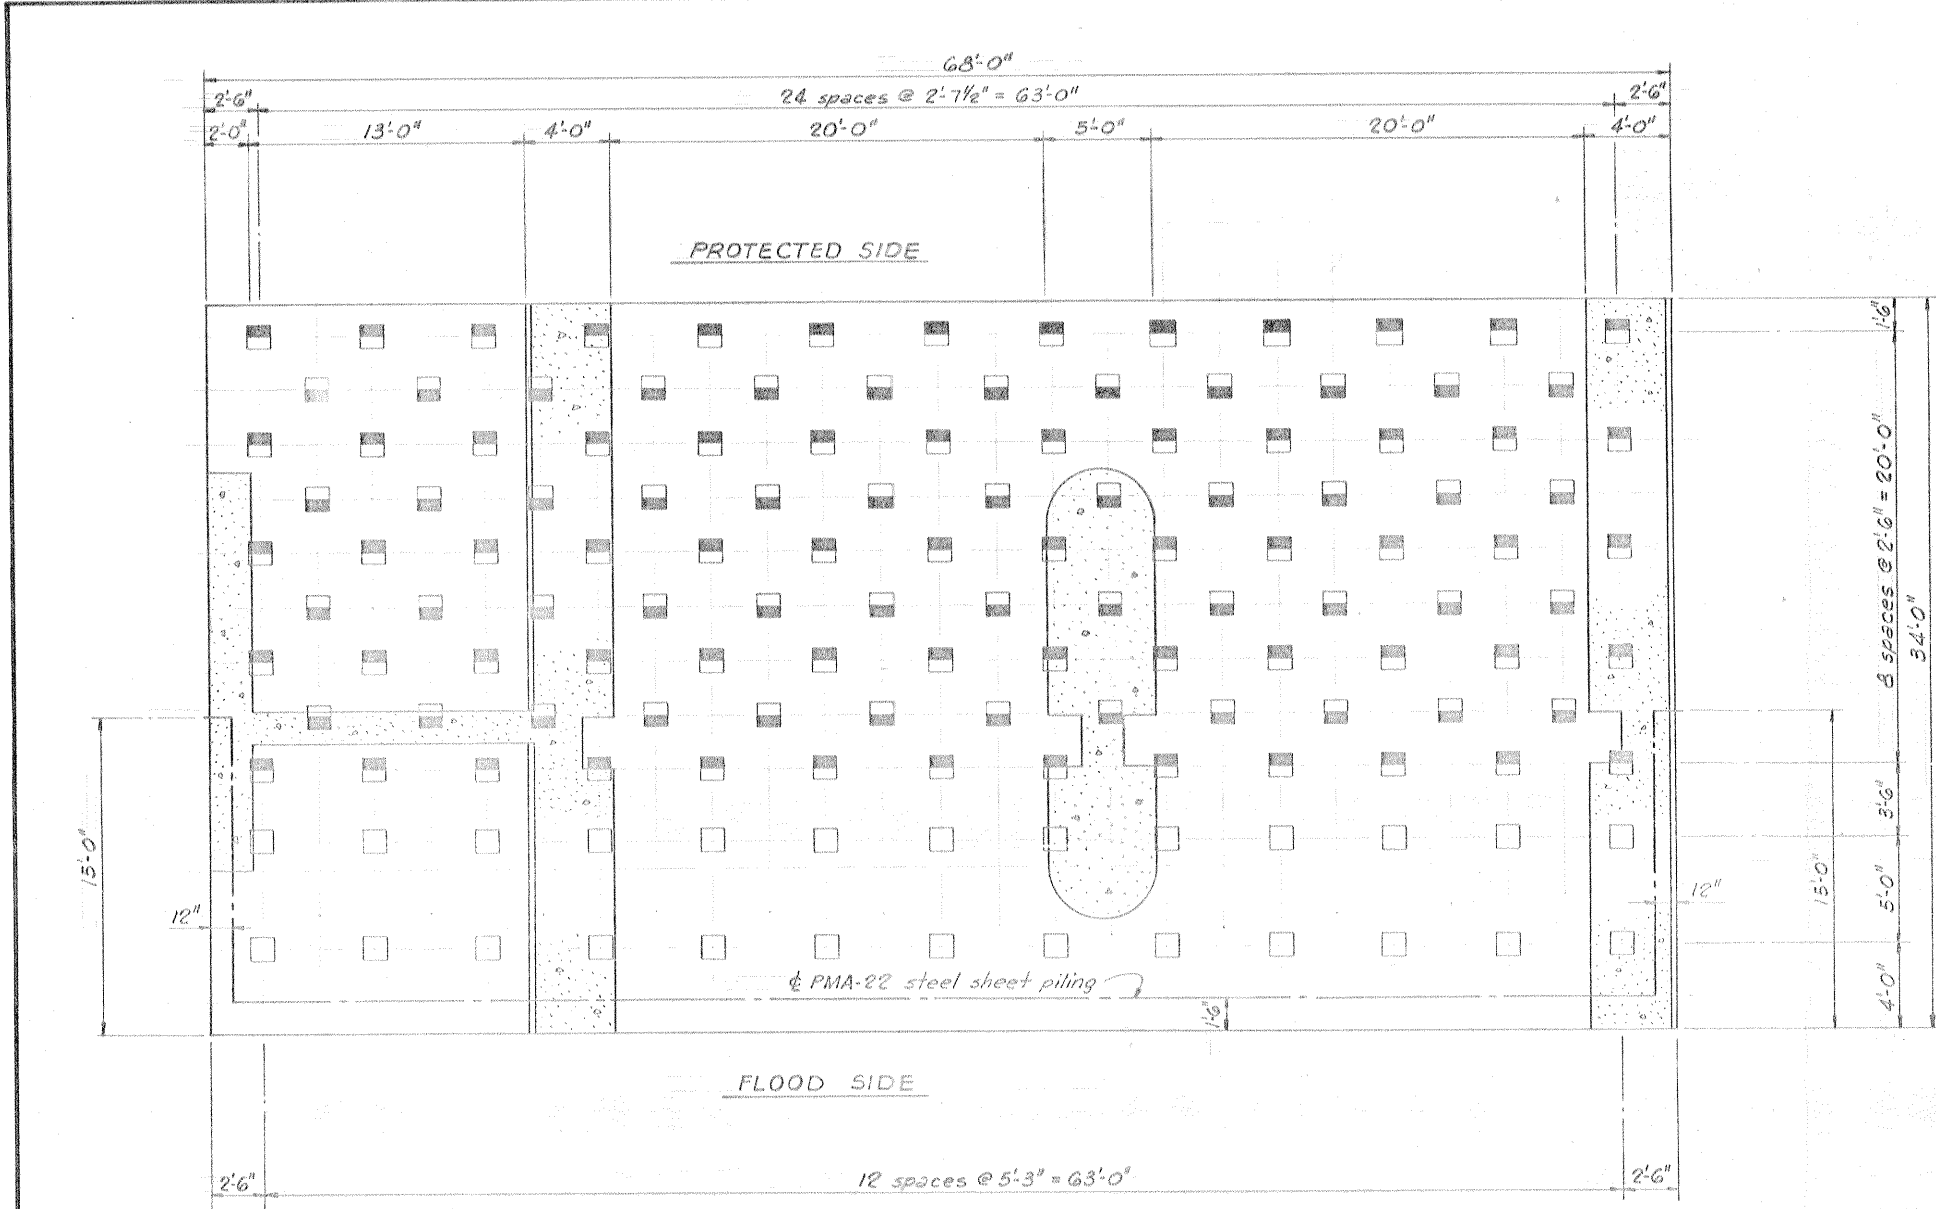 68'-0"
2'-6" 24 spaces @ 2'-7½" = 63'-0" 2'-6"
2'-0" 13'-0" 4'-0" 20'-0" 5'-0" 20'-0" 4'-0"
PROTECTED SIDE
1'-6"
8 spaces @ 2'-6" = 20'-0"
34'-0"
3'-6"
15'-0"
15'-0"
5'-0"
12"
12"
4'-0"
℄ PMA-22 steel sheet piling
1'-6"
FLOOD SIDE
2'-6" 12 spaces @ 5'-3" = 63'-0" 2'-6"